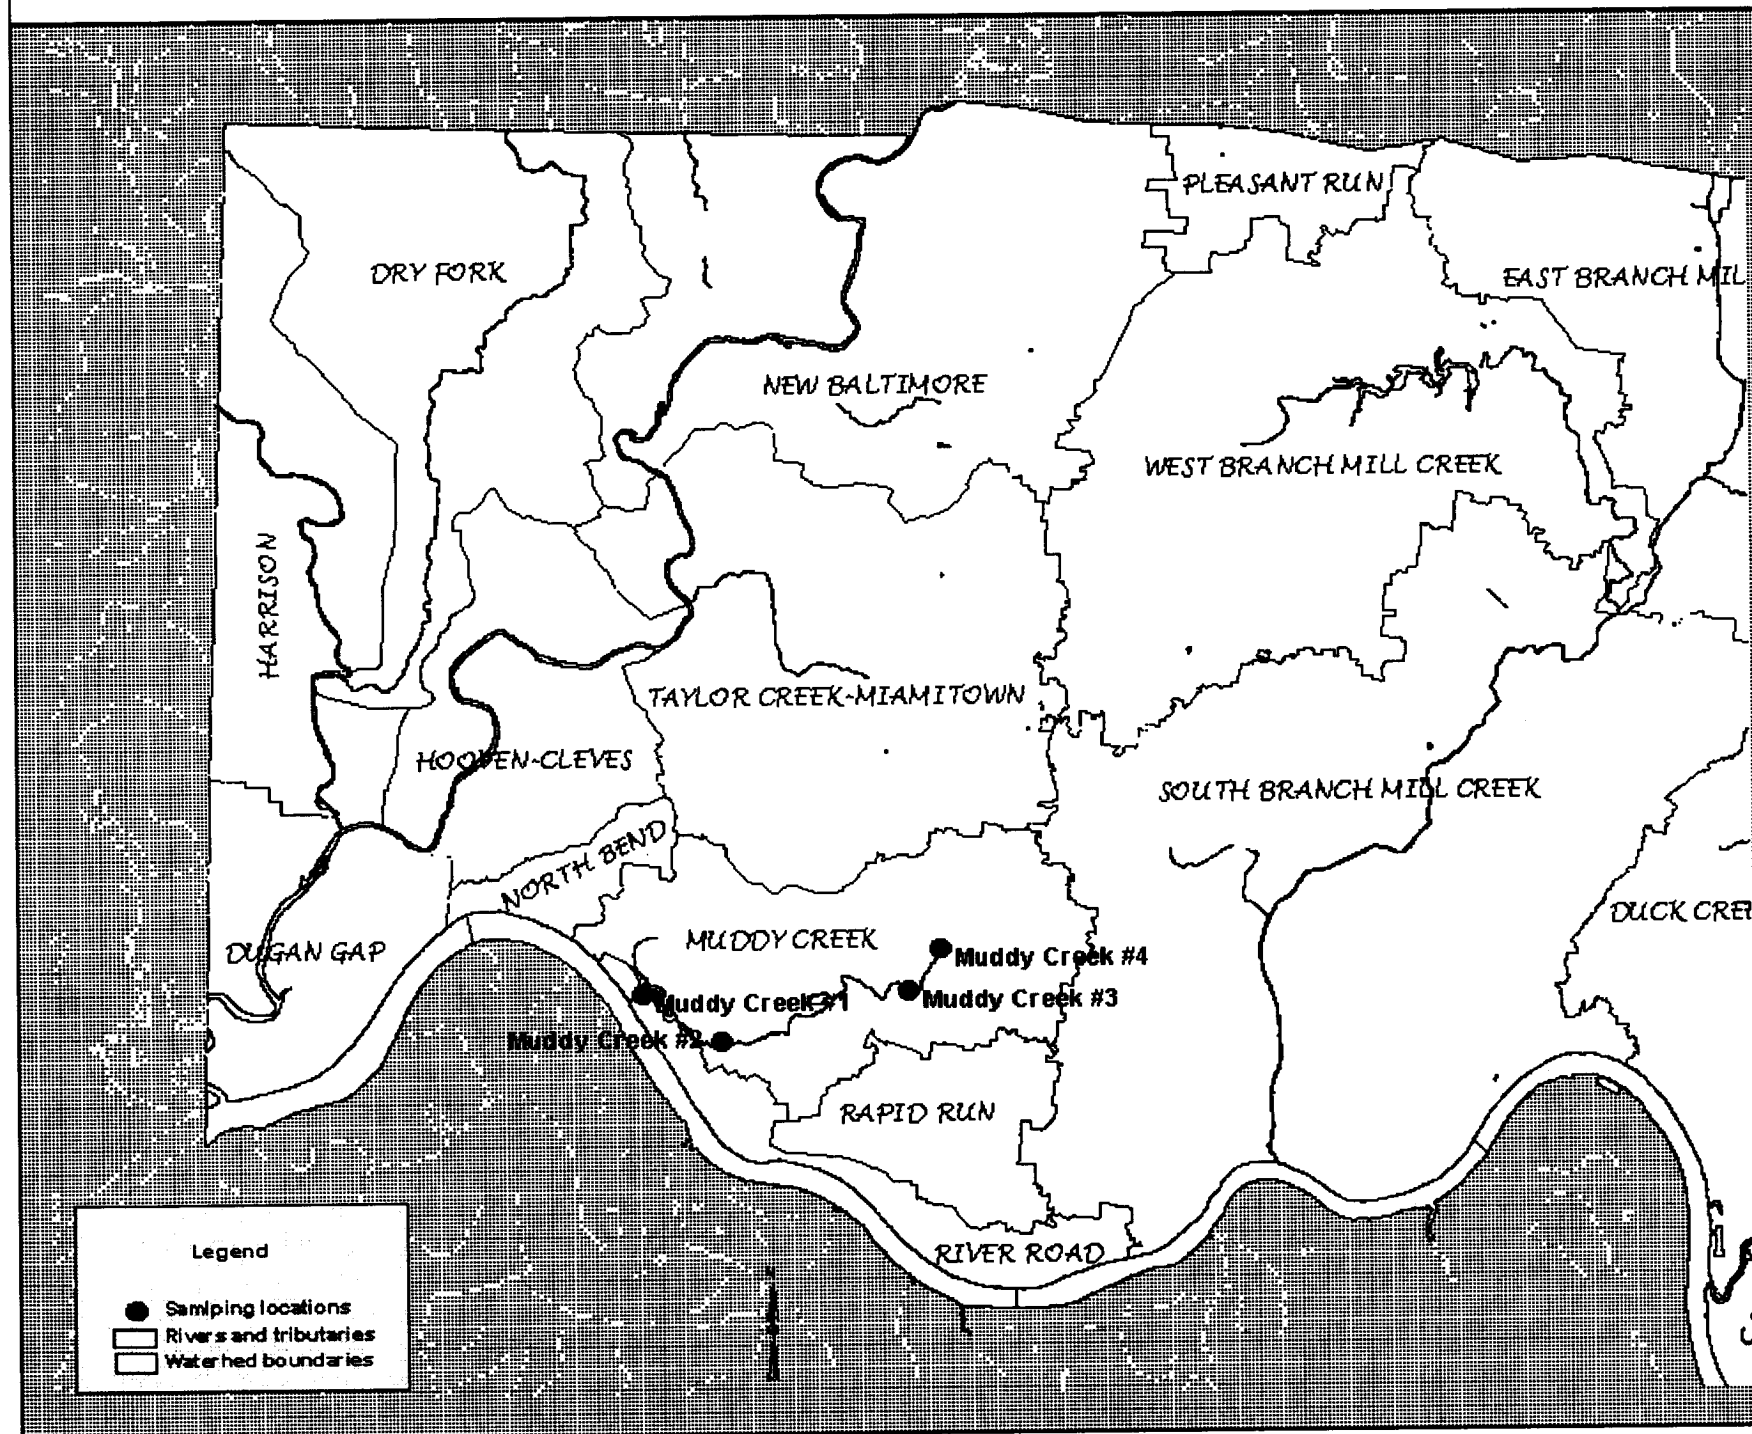 PLEASANT RUN
DRY FORK
EAST BRANCH MIL
NEW BALTIMORE
WEST BRANCH MILL CREEK
HARRISON
TAYLOR CREEK-MIAMITOWN
HOOVEN-CLEVES
SOUTH BRANCH MILL CREEK
NORTH BEND
DUCK CREE
MUDDY CREEK
DUGAN GAP
Muddy Creek #4
Muddy Creek #1
Muddy Creek #3
Muddy Creek #2
RAPID RUN
RIVER ROAD
Legend
Samlping locations
Rivers and tributaries
Waterhed boundaries